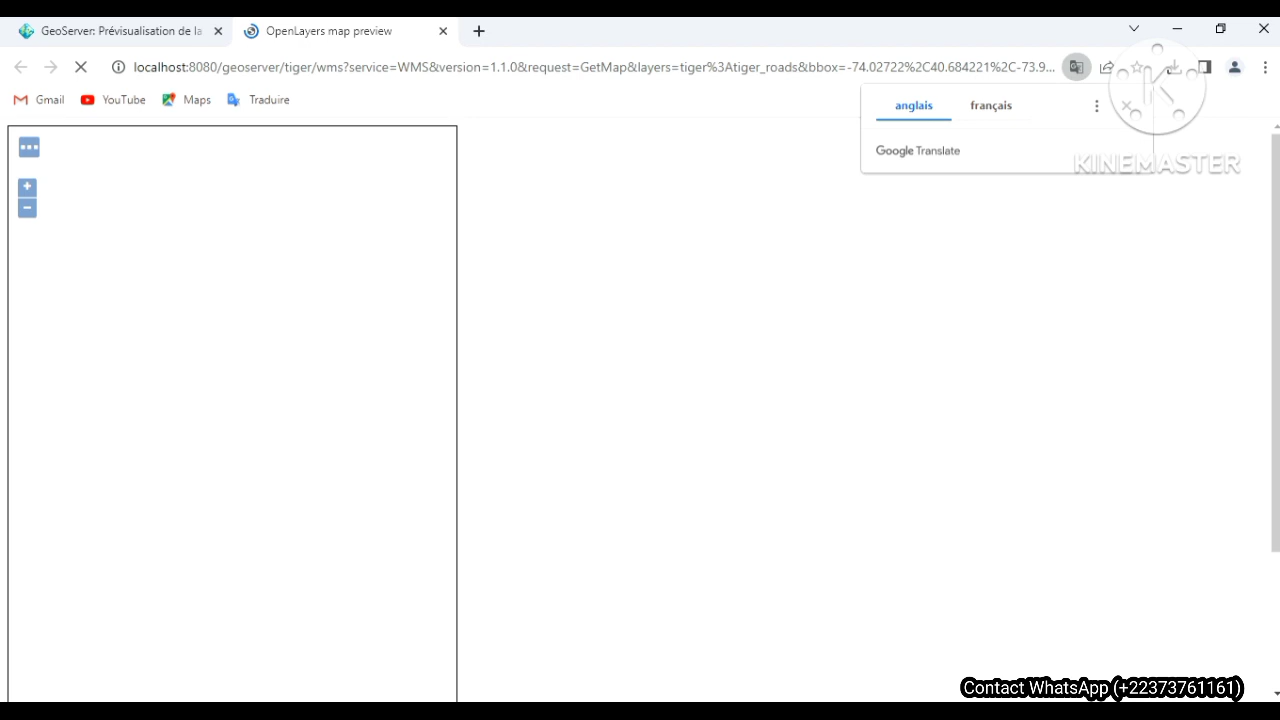 GeoServer: Prévisualisation de la
OpenLayers map preview
localhost:8080/geoserver/tiger/wms?service=WMS&version=1.1.0&request=GetMap&layers=tiger%3Atiger_roads&bbox=-74.02722%2C40.684221%2C-73.9...
Gmail
YouTube
Maps
Traduire
anglais
français
Google Translate
KINEMASTER
Contact WhatsApp (+22373761161)